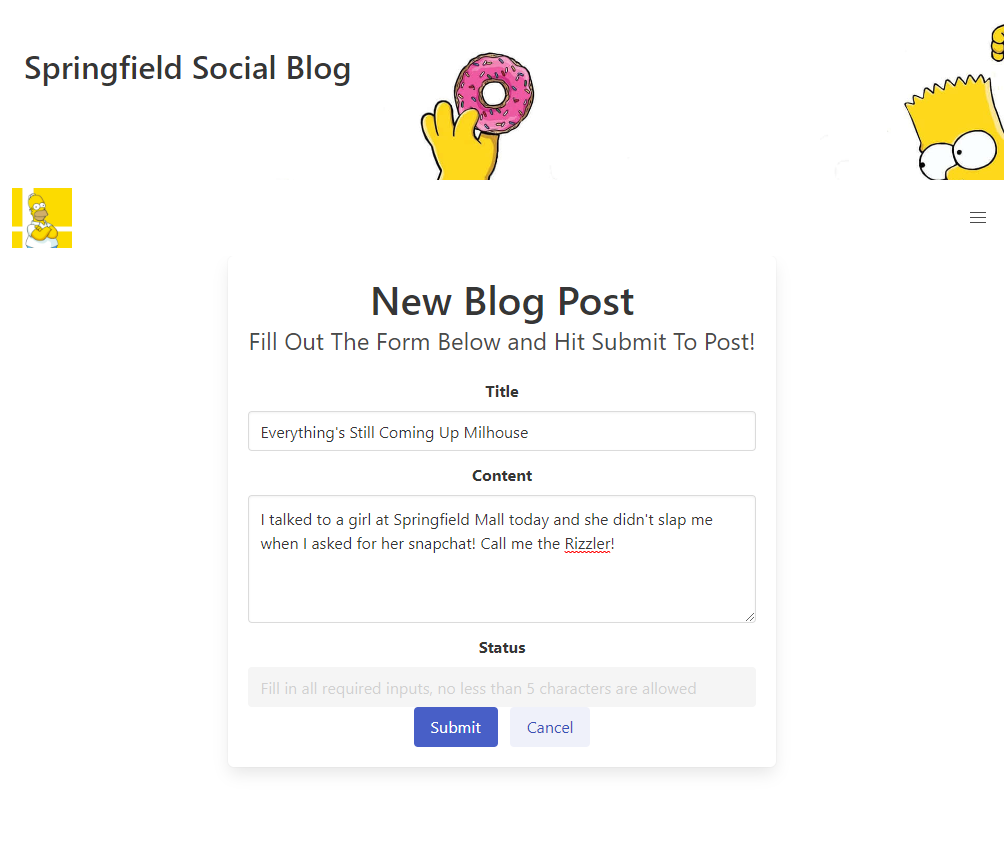 Springfield Social Blog
New Blog Post
Fill Out The Form Below and Hit Submit To Post!
Title
Everything's Still Coming Up Milhouse
Content
I talked to a girl at Springfield Mall today and she didn't slap me
when I asked for her snapchat! Call me the Rizzler!
Status
Fill in all required inputs, no less than 5 characters are allowed
Submit Cancel